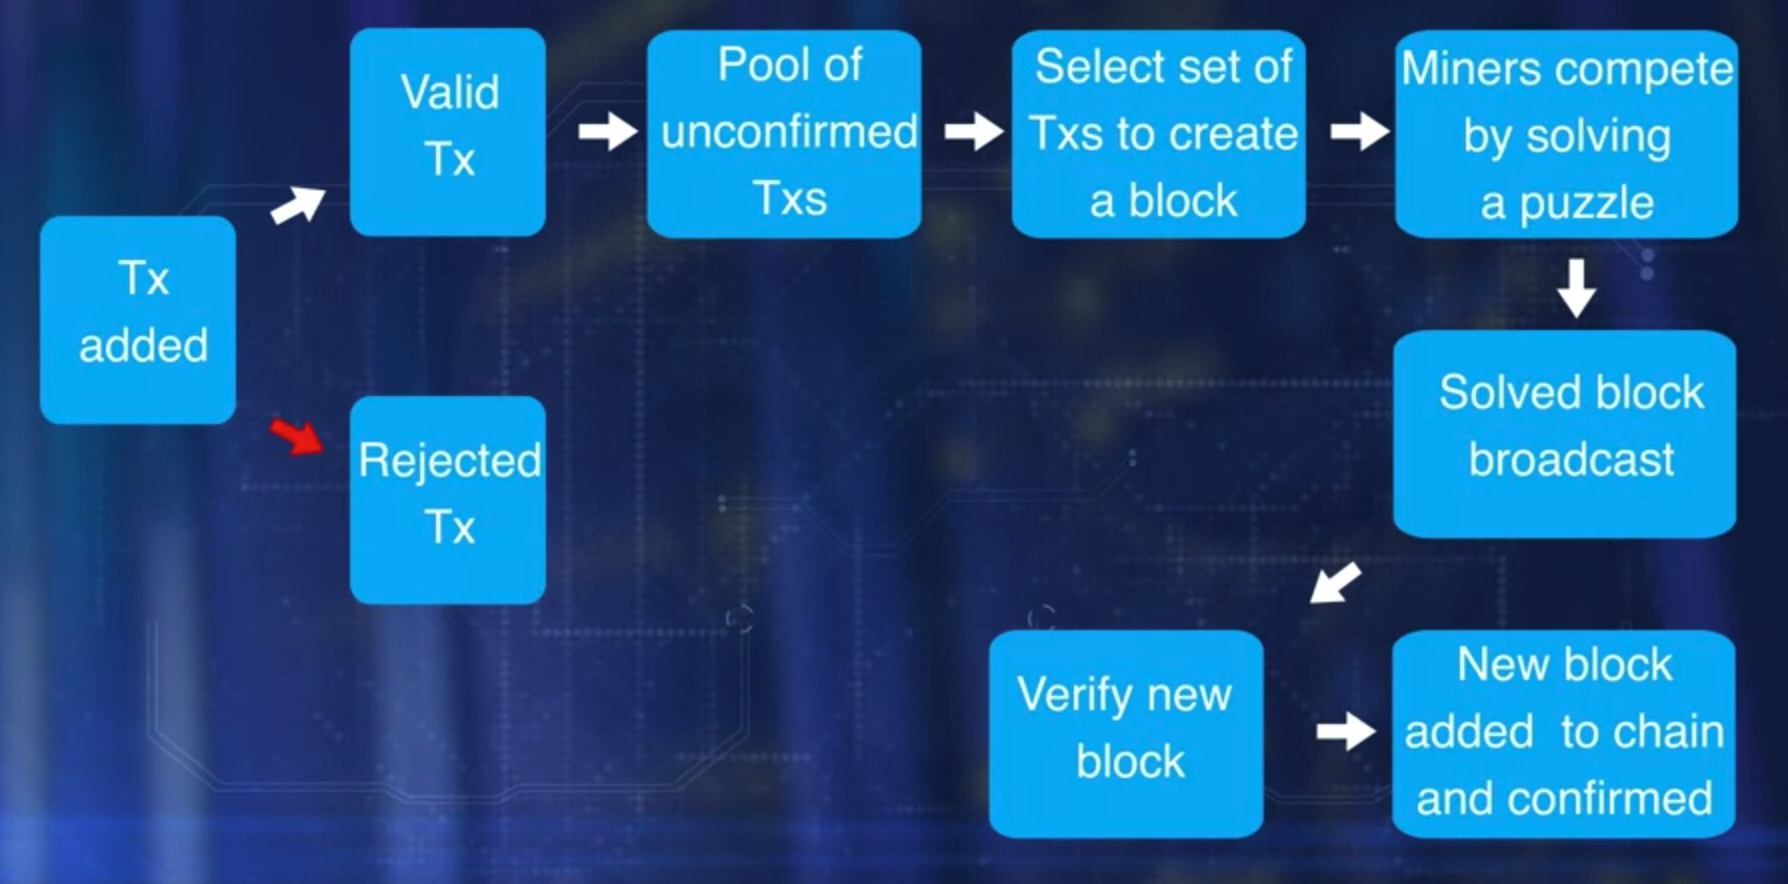 Tx
added
Valid
Tx
Rejected
Tx
Pool of
unconfirmed
Txs
Select set of
Txs to create
a block
Miners compete
by solving
a puzzle
Solved block
broadcast
Verify new
block
New block
added  to chain
and confirmed